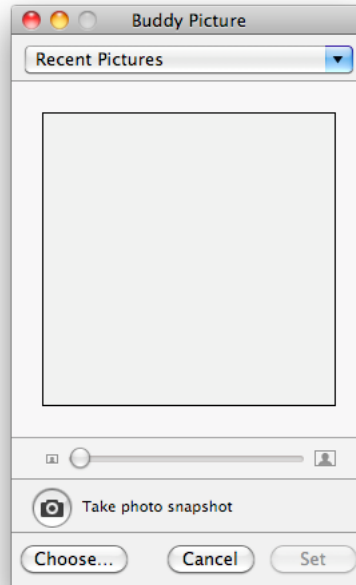 Buddy Picture
Recent Pictures
Take photo snapshot
Choose... Cancel Set